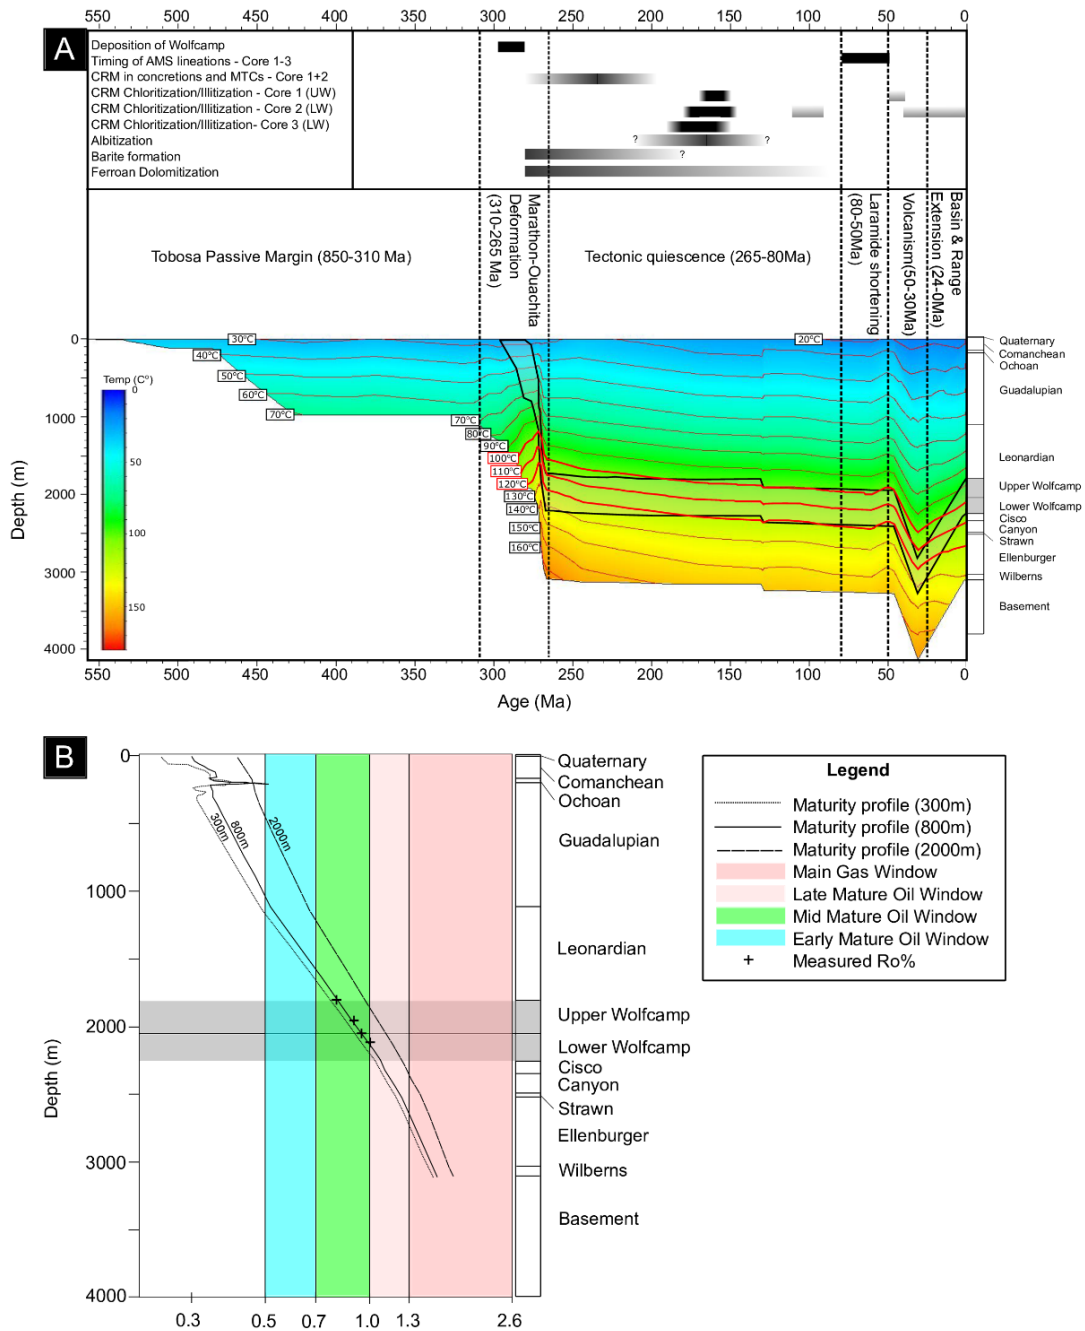 550 500 450 400 350 300 250 200 150 100 50 0
A
Deposition of Wolfcamp
Timing of AMS lineations - Core 1-3
CRM in concretions and MTCs - Core 1+2
CRM Chloritization/Illitization - Core 1 (UW)
CRM Chloritization/Illitization - Core 2 (LW)
CRM Chloritization/Illitization- Core 3 (LW)
Albitization
? ?
Barite formation
?
Ferroan Dolomitization
Tobosa Passive Margin (850-310 Ma)
Marathon-Ouachita
Deformation
(310-265 Ma)
Tectonic quiescence (265-80Ma)
Laramide shortening
(80-50Ma)
Volcanism(50-30Ma)
Basin & Range
Extension (24-0Ma)
0
1000
2000
3000
4000
Depth (m)
30°C
40°C
50°C
60°C
70°C
70°C
80°C
90°C
100°C
110°C
120°C
130°C
140°C
150°C
160°C
20°C
Temp (C°)
0
50
100
150
Quaternary
Comanchean
Ochoan
Guadalupian
Leonardian
Upper Wolfcamp
Lower Wolfcamp
Cisco
Canyon
Strawn
Ellenburger
Wilberns
Basement
550 500 450 400 350 300 250 200 150 100 50 0
Age (Ma)
B
0
1000
2000
3000
4000
Depth (m)
300m
800m
2000m
0.3 0.5 0.7 1.0 1.3 2.6
Quaternary
Comanchean
Ochoan
Guadalupian
Leonardian
Upper Wolfcamp
Lower Wolfcamp
Cisco
Canyon
Strawn
Ellenburger
Wilberns
Basement
Legend
Maturity profile (300m)
Maturity profile (800m)
Maturity profile (2000m)
Main Gas Window
Late Mature Oil Window
Mid Mature Oil Window
Early Mature Oil Window
+ Measured Ro%